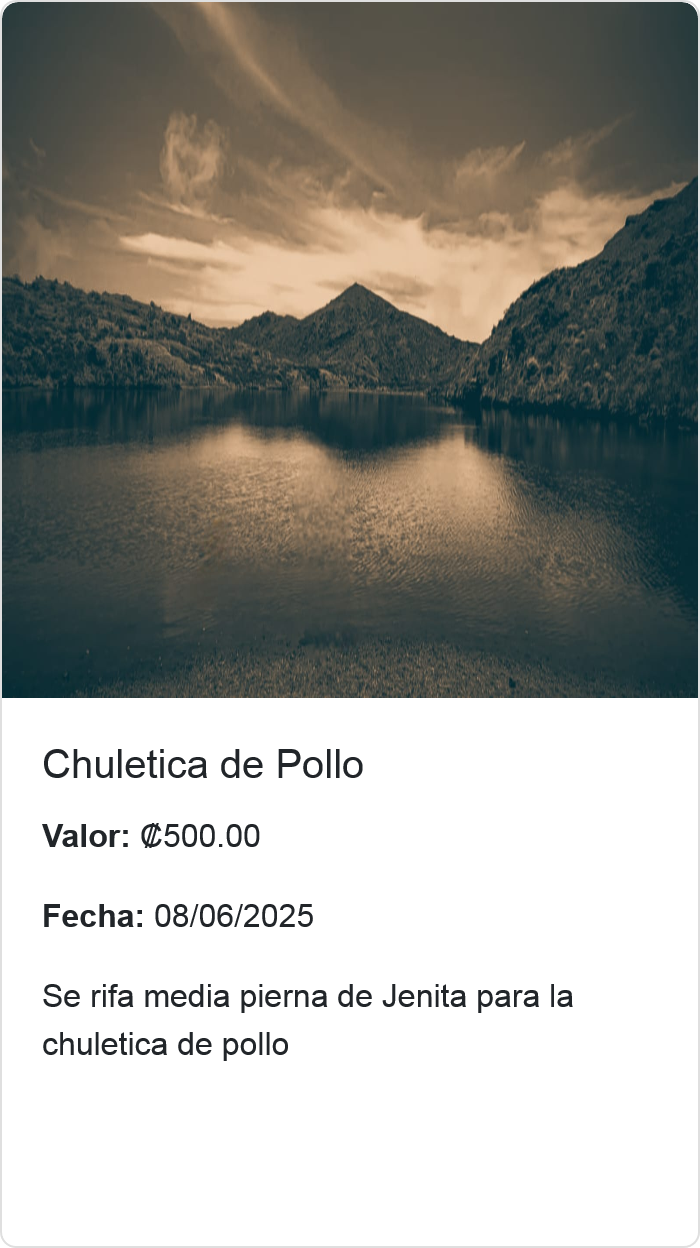 Chuletica de Pollo
Valor: ₡500.00
Fecha: 08/06/2025
Se rifa media pierna de Jenita para la
chuletica de pollo